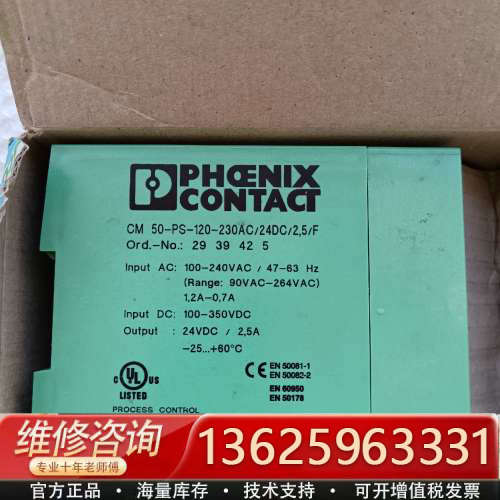 PHŒNIX
CONTACT
CM 50-PS-120-230AC/24DC/2,5/F
Ord.-No.: 29 39 42 5
Input AC: 100-240VAC / 47-63 Hz
(Range: 90VAC-264VAC)
1,2A-0,7A
Input DC: 100-350VDC
Output : 24VDC / 2,5A
-25...+60°C
C UL US
LISTED
CE
EN 50081-1
EN 50082-2
EN 60950
EN 50178
PROCESS CONTROL
维修咨询
专业十年老师傅
13625963331
官方正品 · 海量库存 · 技术支持 · 可开增值税发票